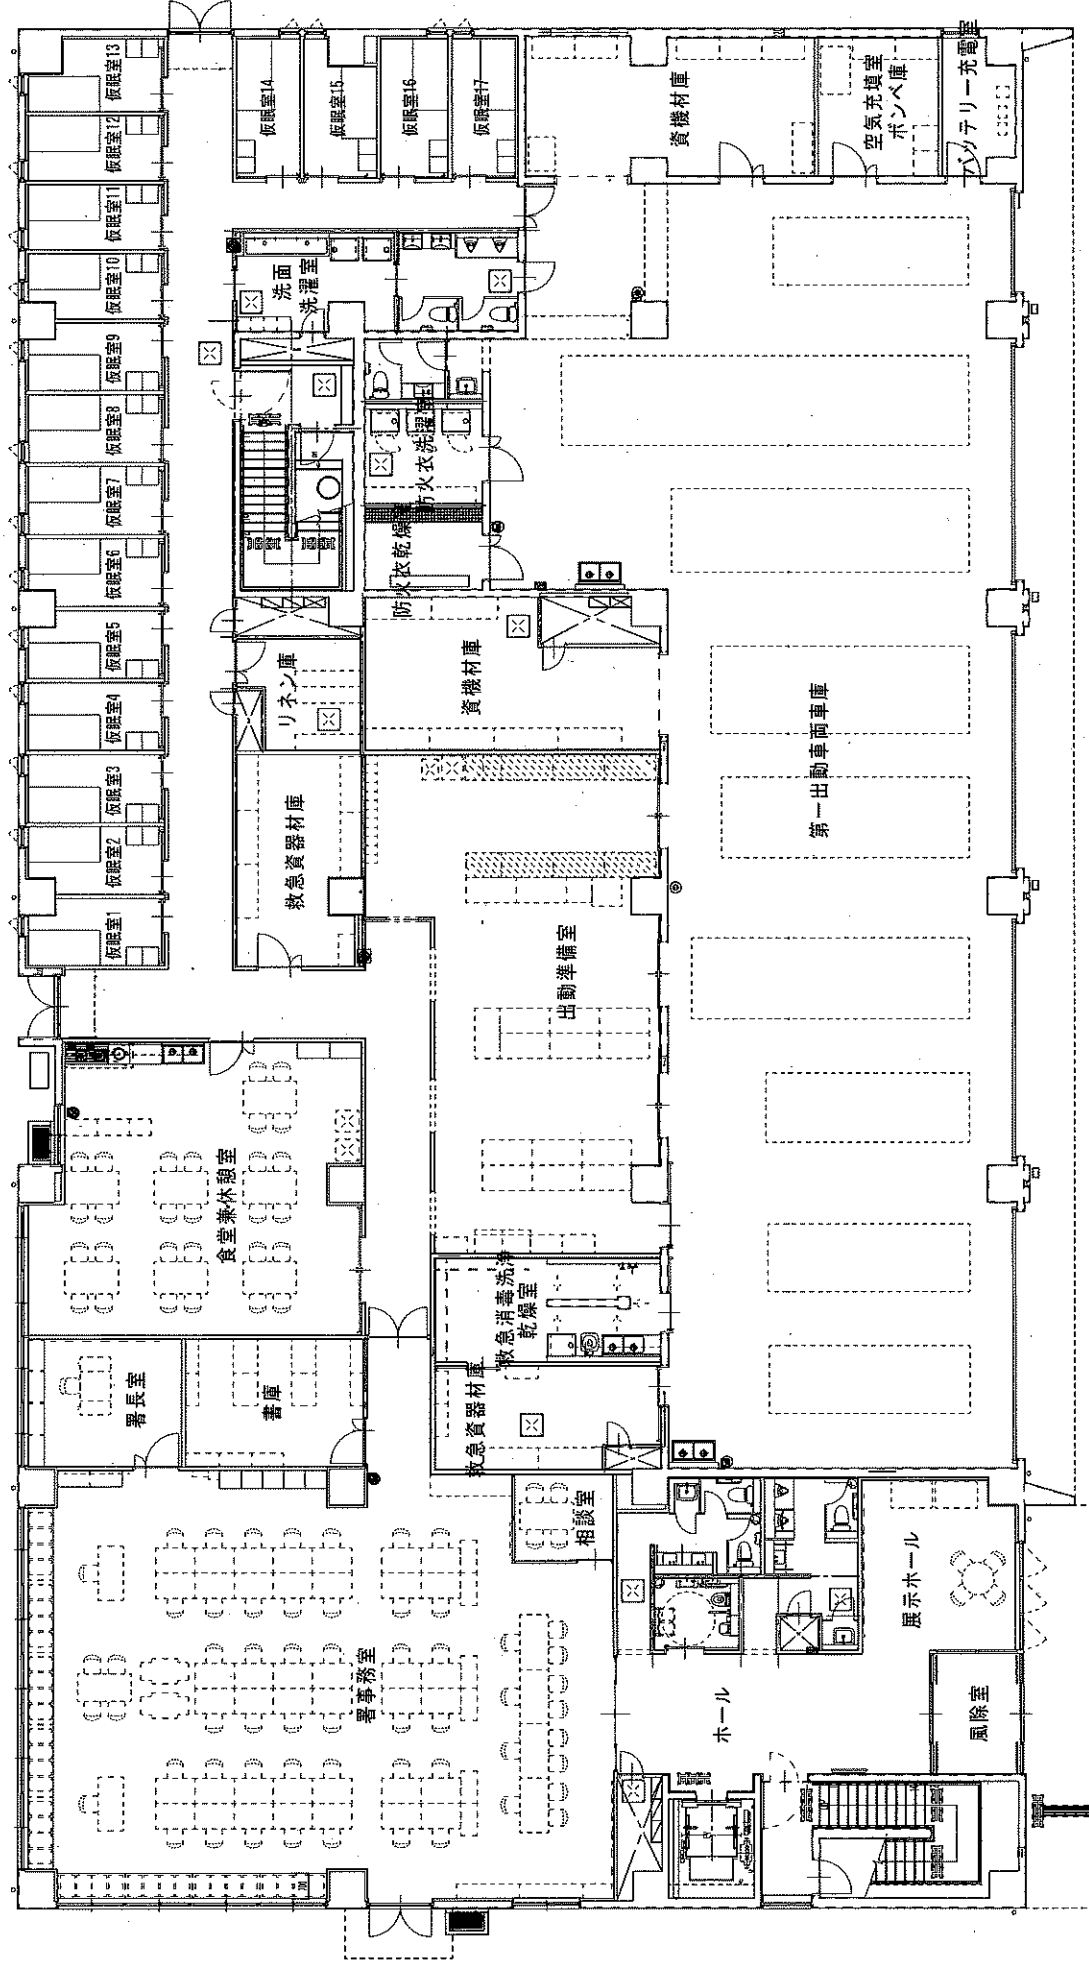 仮眠室1
仮眠室2
仮眠室3
仮眠室4
仮眠室5
仮眠室6
仮眠室7
仮眠室8
仮眠室9
仮眠室10
仮眠室11
仮眠室12
仮眠室13
仮眠室14
仮眠室15
仮眠室16
仮眠室17
資機材庫
空気充填室
ボンベ庫
バッテリー充電室
洗面
洗濯室
防火衣洗濯室
防火衣乾燥室
リネン庫
資機材庫
救急資器材庫
出動準備室
第一出動車両車庫
食堂兼休憩室
救急消毒洗浄
乾燥室
救急資器材庫
署長室
書庫
相談室
署事務室
ホール
展示ホール
風除室